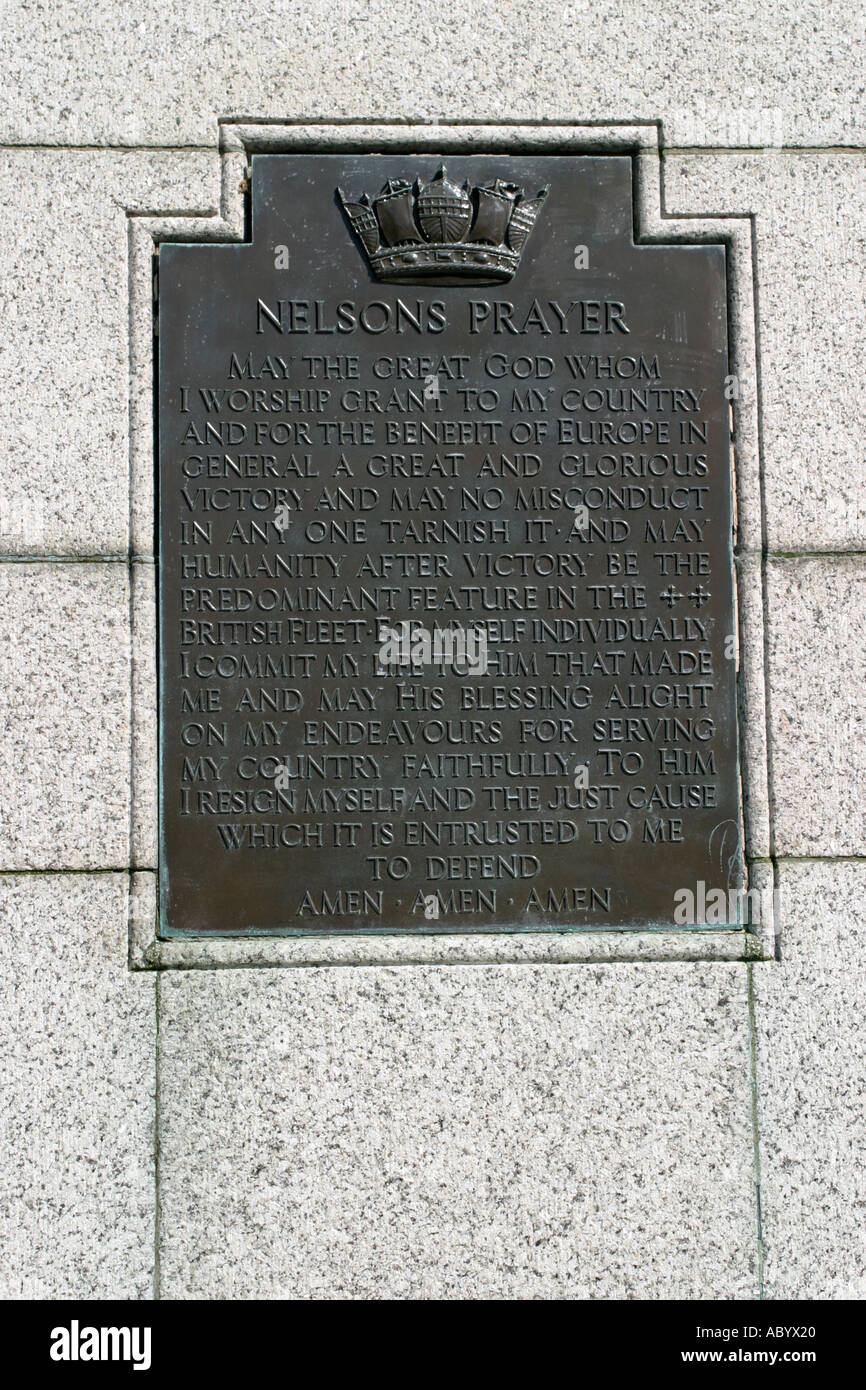 NELSONS PRAYER
MAY THE GREAT GOD WHOM
I WORSHIP GRANT TO MY COUNTRY
AND FOR THE BENEFIT OF EUROPE IN
GENERAL A GREAT AND GLORIOUS
VICTORY AND MAY NO MISCONDUCT
IN ANY ONE TARNISH IT · AND MAY
HUMANITY AFTER VICTORY BE THE
PREDOMINANT FEATURE IN THE
BRITISH FLEET · FOR MYSELF INDIVIDUALLY
I COMMIT MY LIFE TO HIM THAT MADE
ME AND MAY HIS BLESSING ALIGHT
ON MY ENDEAVOURS FOR SERVING
MY COUNTRY FAITHFULLY · TO HIM
I RESIGN MYSELF AND THE JUST CAUSE
WHICH IT IS ENTRUSTED TO ME
TO DEFEND
AMEN · AMEN · AMEN
alamy
alamy
Image ID: ABYX20
www.alamy.com